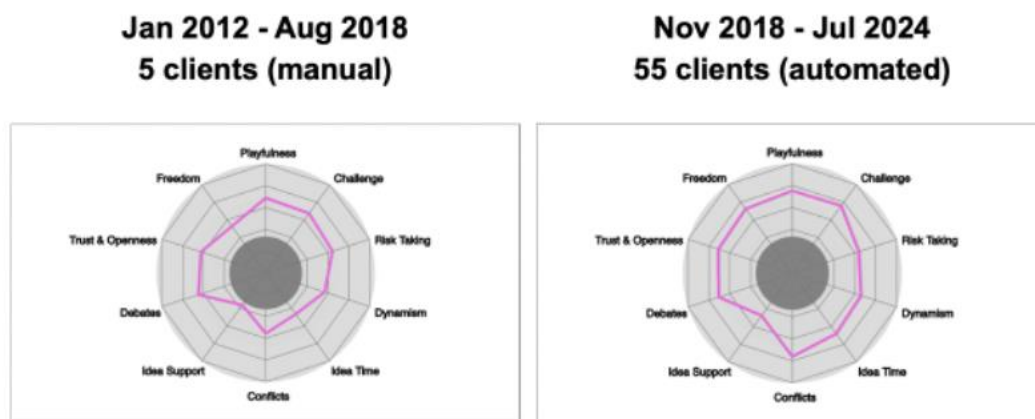 Jan 2012 - Aug 2018
5 clients (manual)
Nov 2018 - Jul 2024
55 clients (automated)
Playfulness
Freedom
Challenge
Trust & Openness
Risk Taking
Debates
Dynamism
Idea Support
Idea Time
Conflicts
Playfulness
Freedom
Challenge
Trust & Openness
Risk Taking
Debates
Dynamism
Idea Support
Idea Time
Conflicts